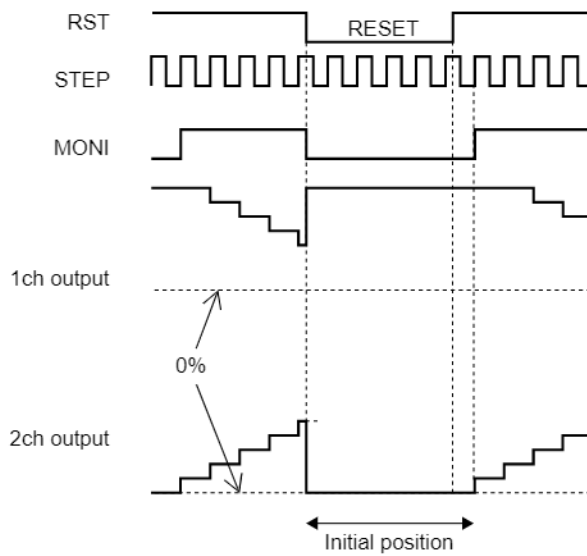 RST
RESET
STEP
MONI
1ch output
0%
2ch output
Initial position